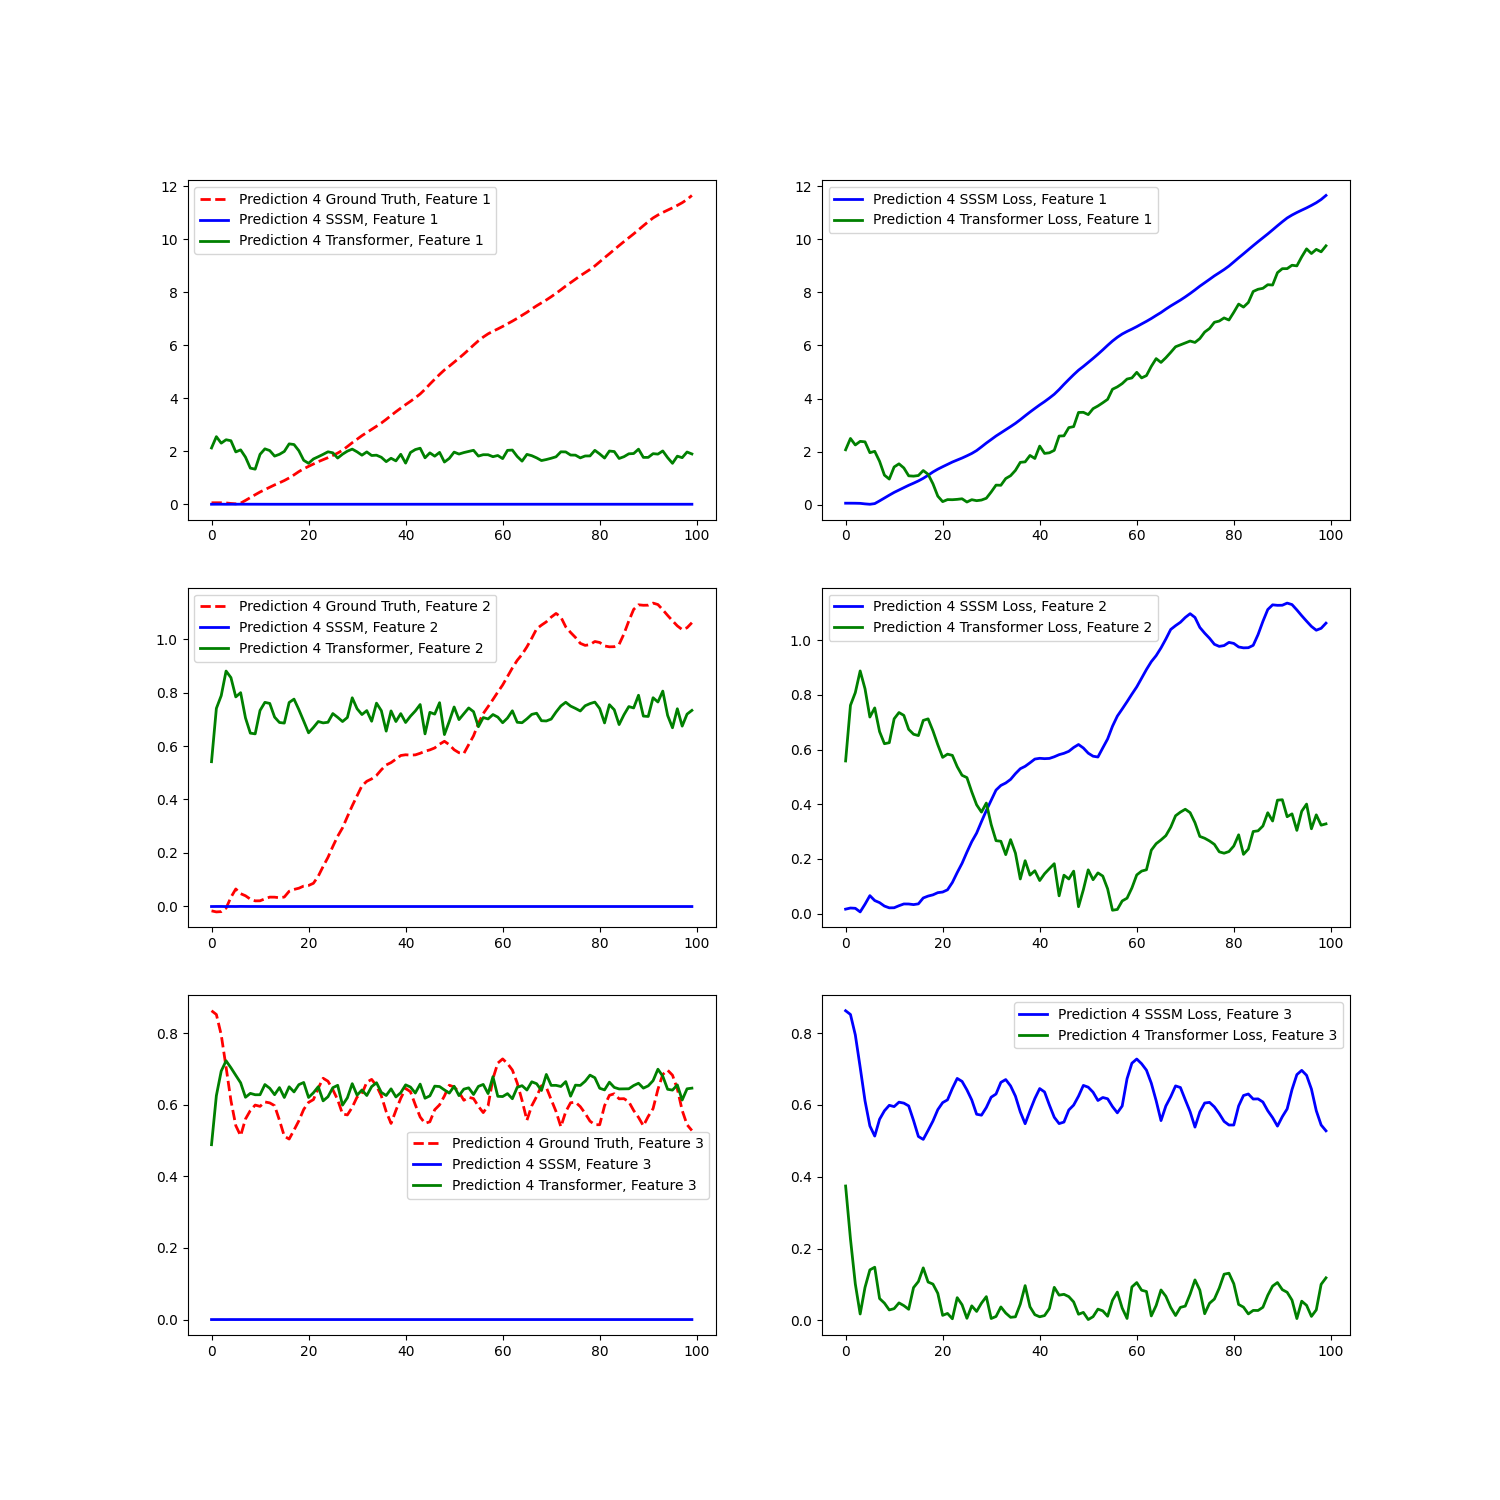 Prediction 4 Ground Truth, Feature 1
Prediction 4 SSSM, Feature 1
Prediction 4 Transformer, Feature 1
12
10
8
6
4
2
0
0 20 40 60 80 100
Prediction 4 SSSM Loss, Feature 1
Prediction 4 Transformer Loss, Feature 1
12
10
8
6
4
2
0
0 20 40 60 80 100
Prediction 4 Ground Truth, Feature 2
Prediction 4 SSSM, Feature 2
Prediction 4 Transformer, Feature 2
1.0
0.8
0.6
0.4
0.2
0.0
0 20 40 60 80 100
Prediction 4 SSSM Loss, Feature 2
Prediction 4 Transformer Loss, Feature 2
1.0
0.8
0.6
0.4
0.2
0.0
0 20 40 60 80 100
0.8
0.6
0.4
0.2
0.0
Prediction 4 Ground Truth, Feature 3
Prediction 4 SSSM, Feature 3
Prediction 4 Transformer, Feature 3
0 20 40 60 80 100
Prediction 4 SSSM Loss, Feature 3
Prediction 4 Transformer Loss, Feature 3
0.8
0.6
0.4
0.2
0.0
0 20 40 60 80 100